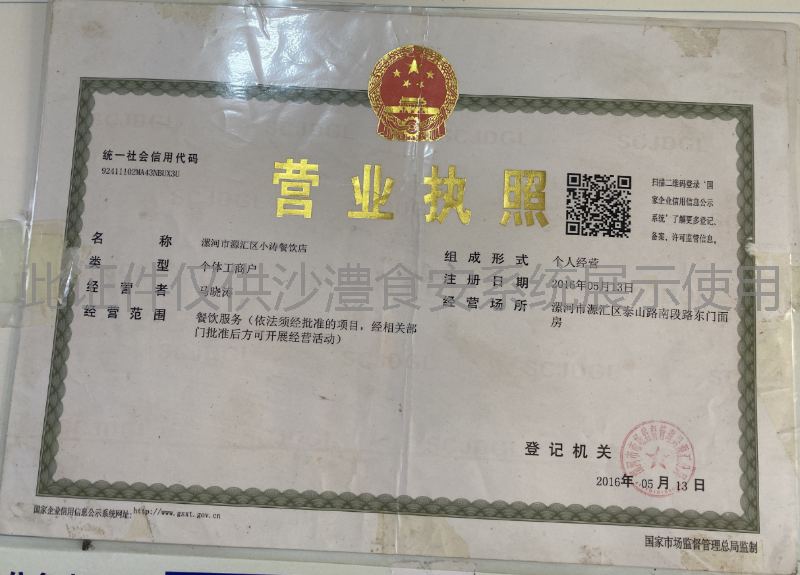 统一社会信用代码
92411102MA43NBUX3U
营业执照
扫描二维码登录‘国
家企业信用信息公示
系统’了解更多登记、
备案、许可监管信息。
名称 漯河市源汇区小涛餐饮店
类型 个体工商户
经营者 马晓涛
经营范围 餐饮服务（依法须经批准的项目，经相关部
门批准后方可开展经营活动）
组成形式 个人经营
注册日期 2016年05月13日
经营场所 漯河市源汇区泰山路南段路东门面
房
此证件仅供沙澧食安系统展示使用
登记机关
2016年 05月 13日
国家企业信用信息公示系统网址:http://www.gsxt.gov.cn
国家市场监督管理总局监制